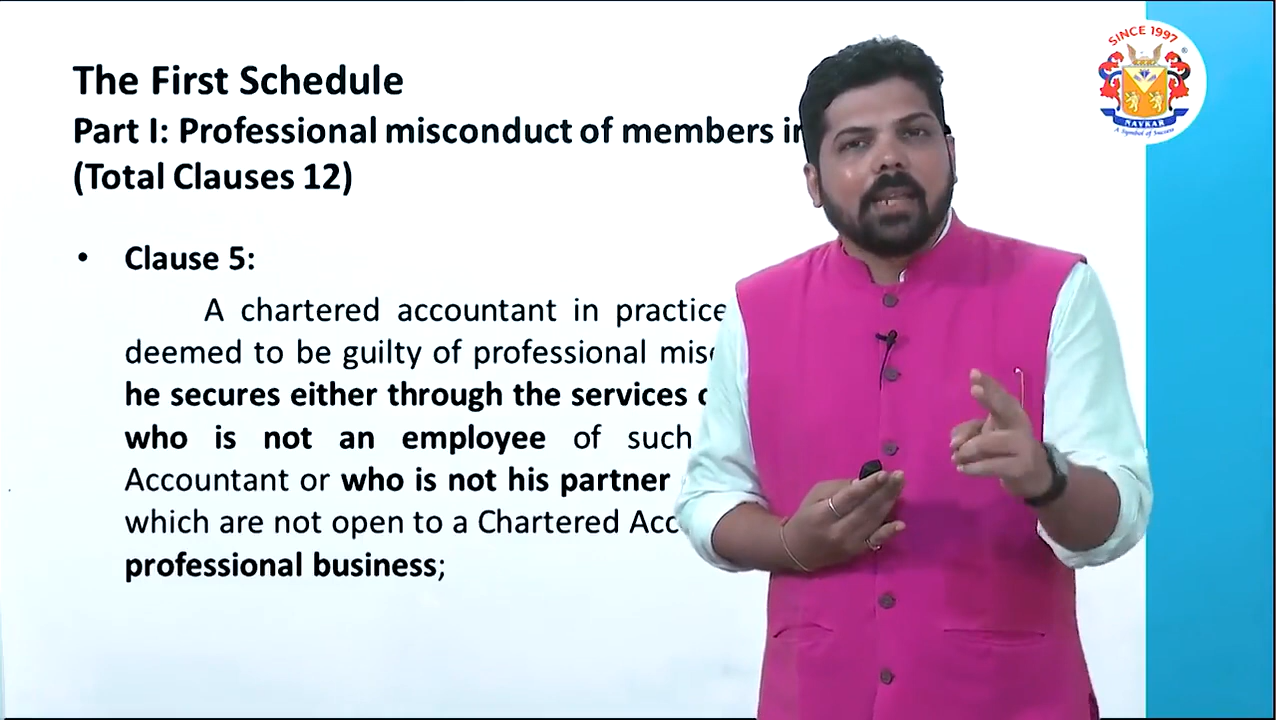 The First Schedule
Part I: Professional misconduct of members in
(Total Clauses 12)
• Clause 5:
A chartered accountant in practice
deemed to be guilty of professional misc
he secures either through the services o
who is not an employee of such
Accountant or who is not his partner
which are not open to a Chartered Acc
professional business;
SINCE 1997
NAVKAR
A Symbol of Success